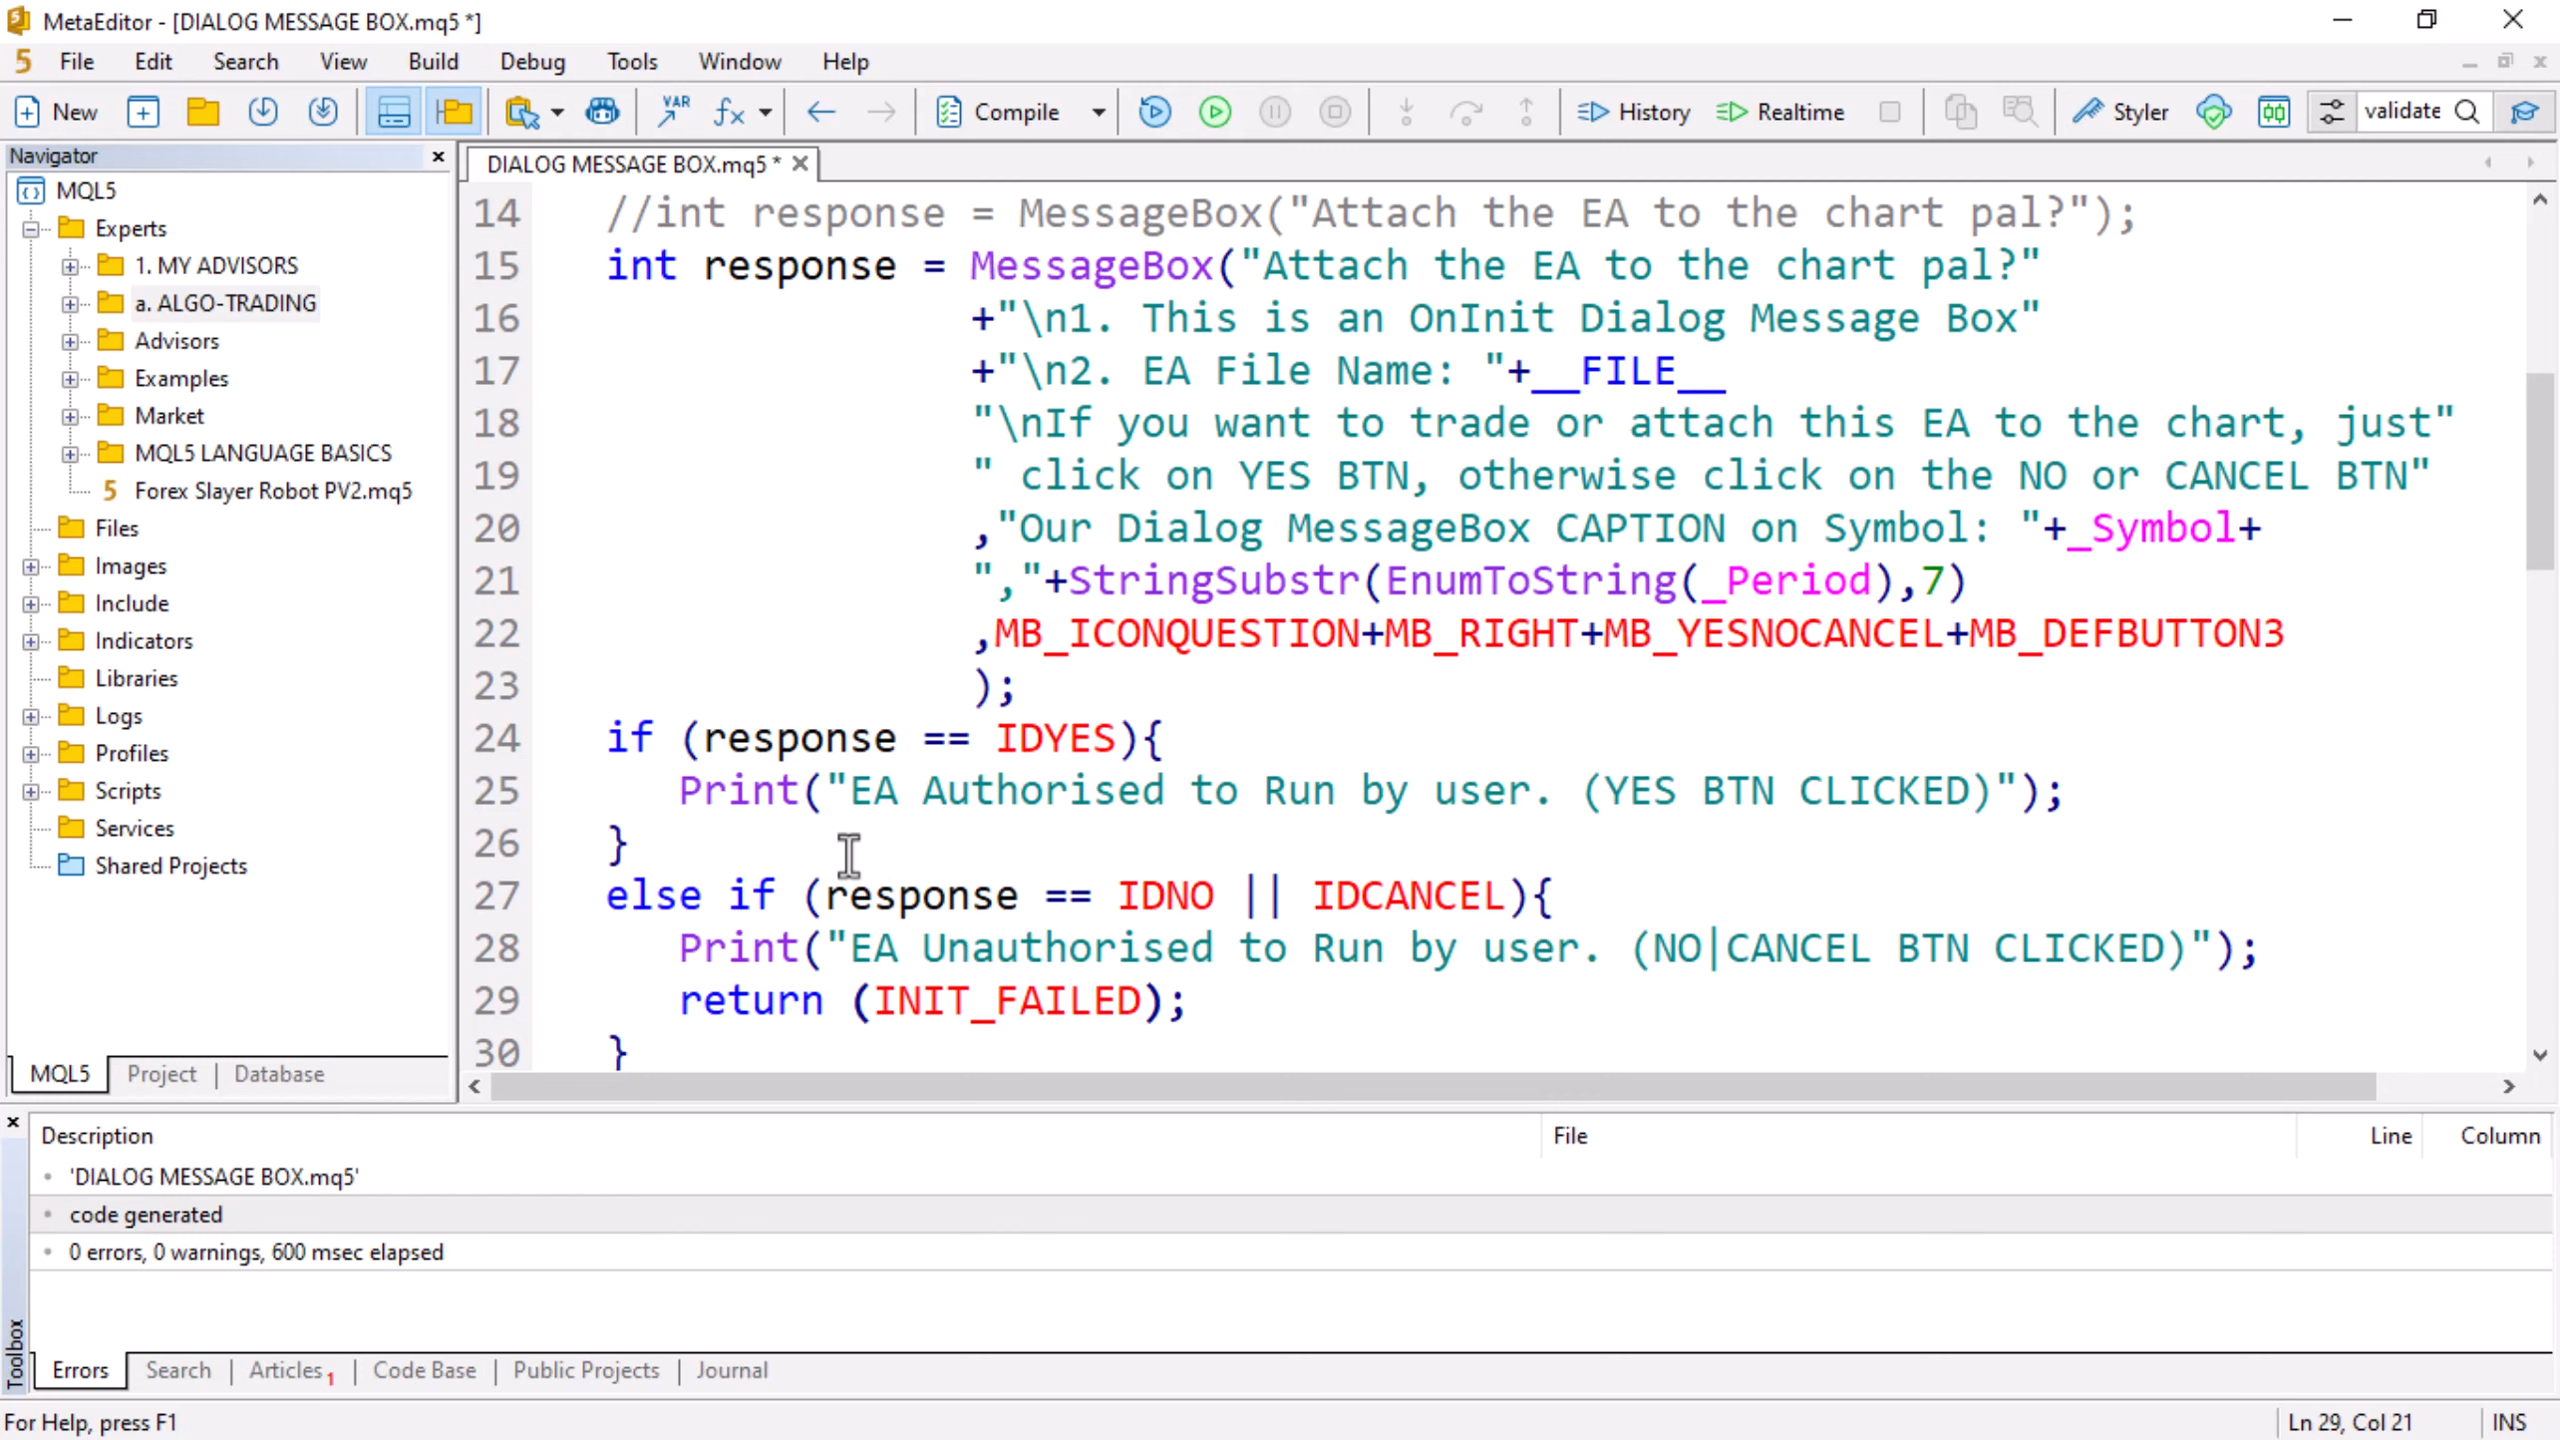 MetaEditor - [DIALOG MESSAGE BOX.mq5 *]
File Edit Search View Build Debug Tools Window Help
New VAR fx Compile History Realtime Styler validate
Navigator
MQL5
Experts
1. MY ADVISORS
a. ALGO-TRADING
Advisors
Examples
Market
MQL5 LANGUAGE BASICS
Forex Slayer Robot PV2.mq5
Files
Images
Include
Indicators
Libraries
Logs
Profiles
Scripts
Services
Shared Projects
MQL5 Project Database
DIALOG MESSAGE BOX.mq5 *
14 //int response = MessageBox("Attach the EA to the chart pal?");
15 int response = MessageBox("Attach the EA to the chart pal?"
16 +"\n1. This is an OnInit Dialog Message Box"
17 +"\n2. EA File Name: "+__FILE__
18 "\nIf you want to trade or attach this EA to the chart, just"
19 " click on YES BTN, otherwise click on the NO or CANCEL BTN"
20 ,"Our Dialog MessageBox CAPTION on Symbol: "+_Symbol+
21 ","+StringSubstr(EnumToString(_Period),7)
22 ,MB_ICONQUESTION+MB_RIGHT+MB_YESNOCANCEL+MB_DEFBUTTON3
23 );
24 if (response == IDYES){
25 Print("EA Authorised to Run by user. (YES BTN CLICKED)");
26 }
27 else if (response == IDNO || IDCANCEL){
28 Print("EA Unauthorised to Run by user. (NO|CANCEL BTN CLICKED)");
29 return (INIT_FAILED);
30 }
Description File Line Column
'DIALOG MESSAGE BOX.mq5'
code generated
0 errors, 0 warnings, 600 msec elapsed
Toolbox
Errors Search Articles 1 Code Base Public Projects Journal
For Help, press F1 Ln 29, Col 21 INS